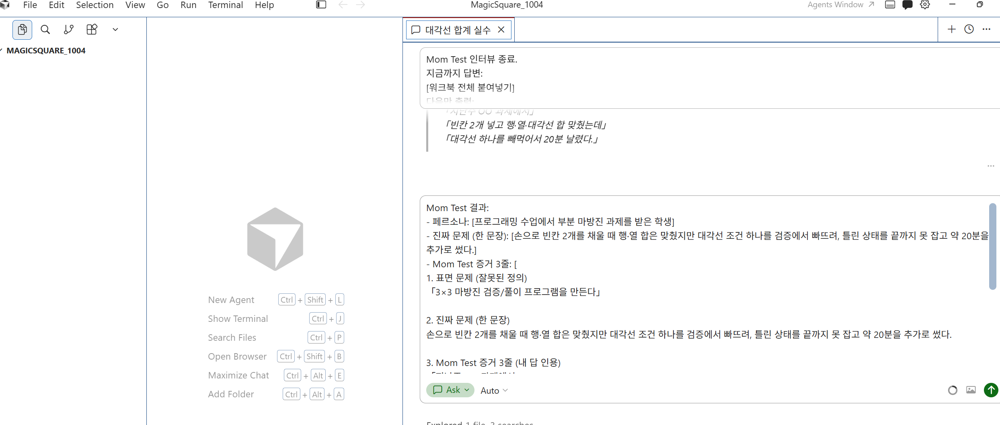 File Edit Selection View Go Run Terminal Help
MagicSquare_1004
Agents Window
MAGICSQUARE_1004
New Agent Ctrl + Shift + L
Show Terminal Ctrl + J
Search Files Ctrl + P
Open Browser Ctrl + Shift + B
Maximize Chat Ctrl + Alt + E
Add Folder Ctrl + Alt + A
대각선 합계 실수
Mom Test 인터뷰 종료.
지금까지 답변:
[워크북 전체 붙여넣기]
다음만 출력:
「지난주 OO 과제에서」
「빈칸 2개 넣고 행·열·대각선 합 맞췄는데」
「대각선 하나를 빼먹어서 20분 날렸다.」
Mom Test 결과:
- 페르소나: [프로그래밍 수업에서 부분 마방진 과제를 받은 학생]
- 진짜 문제 (한 문장): [손으로 빈칸 2개를 채울 때 행·열 합은 맞췄지만 대각선 조건 하나를 검증에서 빠뜨려, 틀린 상태를 끝까지 못 잡고 약 20분을
추가로 썼다.]
- Mom Test 증거 3줄: [
1. 표면 문제 (잘못된 정의)
「3×3 마방진 검증/풀이 프로그램을 만든다」
2. 진짜 문제 (한 문장)
손으로 빈칸 2개를 채울 때 행·열 합은 맞췄지만 대각선 조건 하나를 검증에서 빠뜨려, 틀린 상태를 끝까지 못 잡고 약 20분을 추가로 썼다.
3. Mom Test 증거 3줄 (내 답 인용)
Ask Auto
Explored 1 file, 3 searches